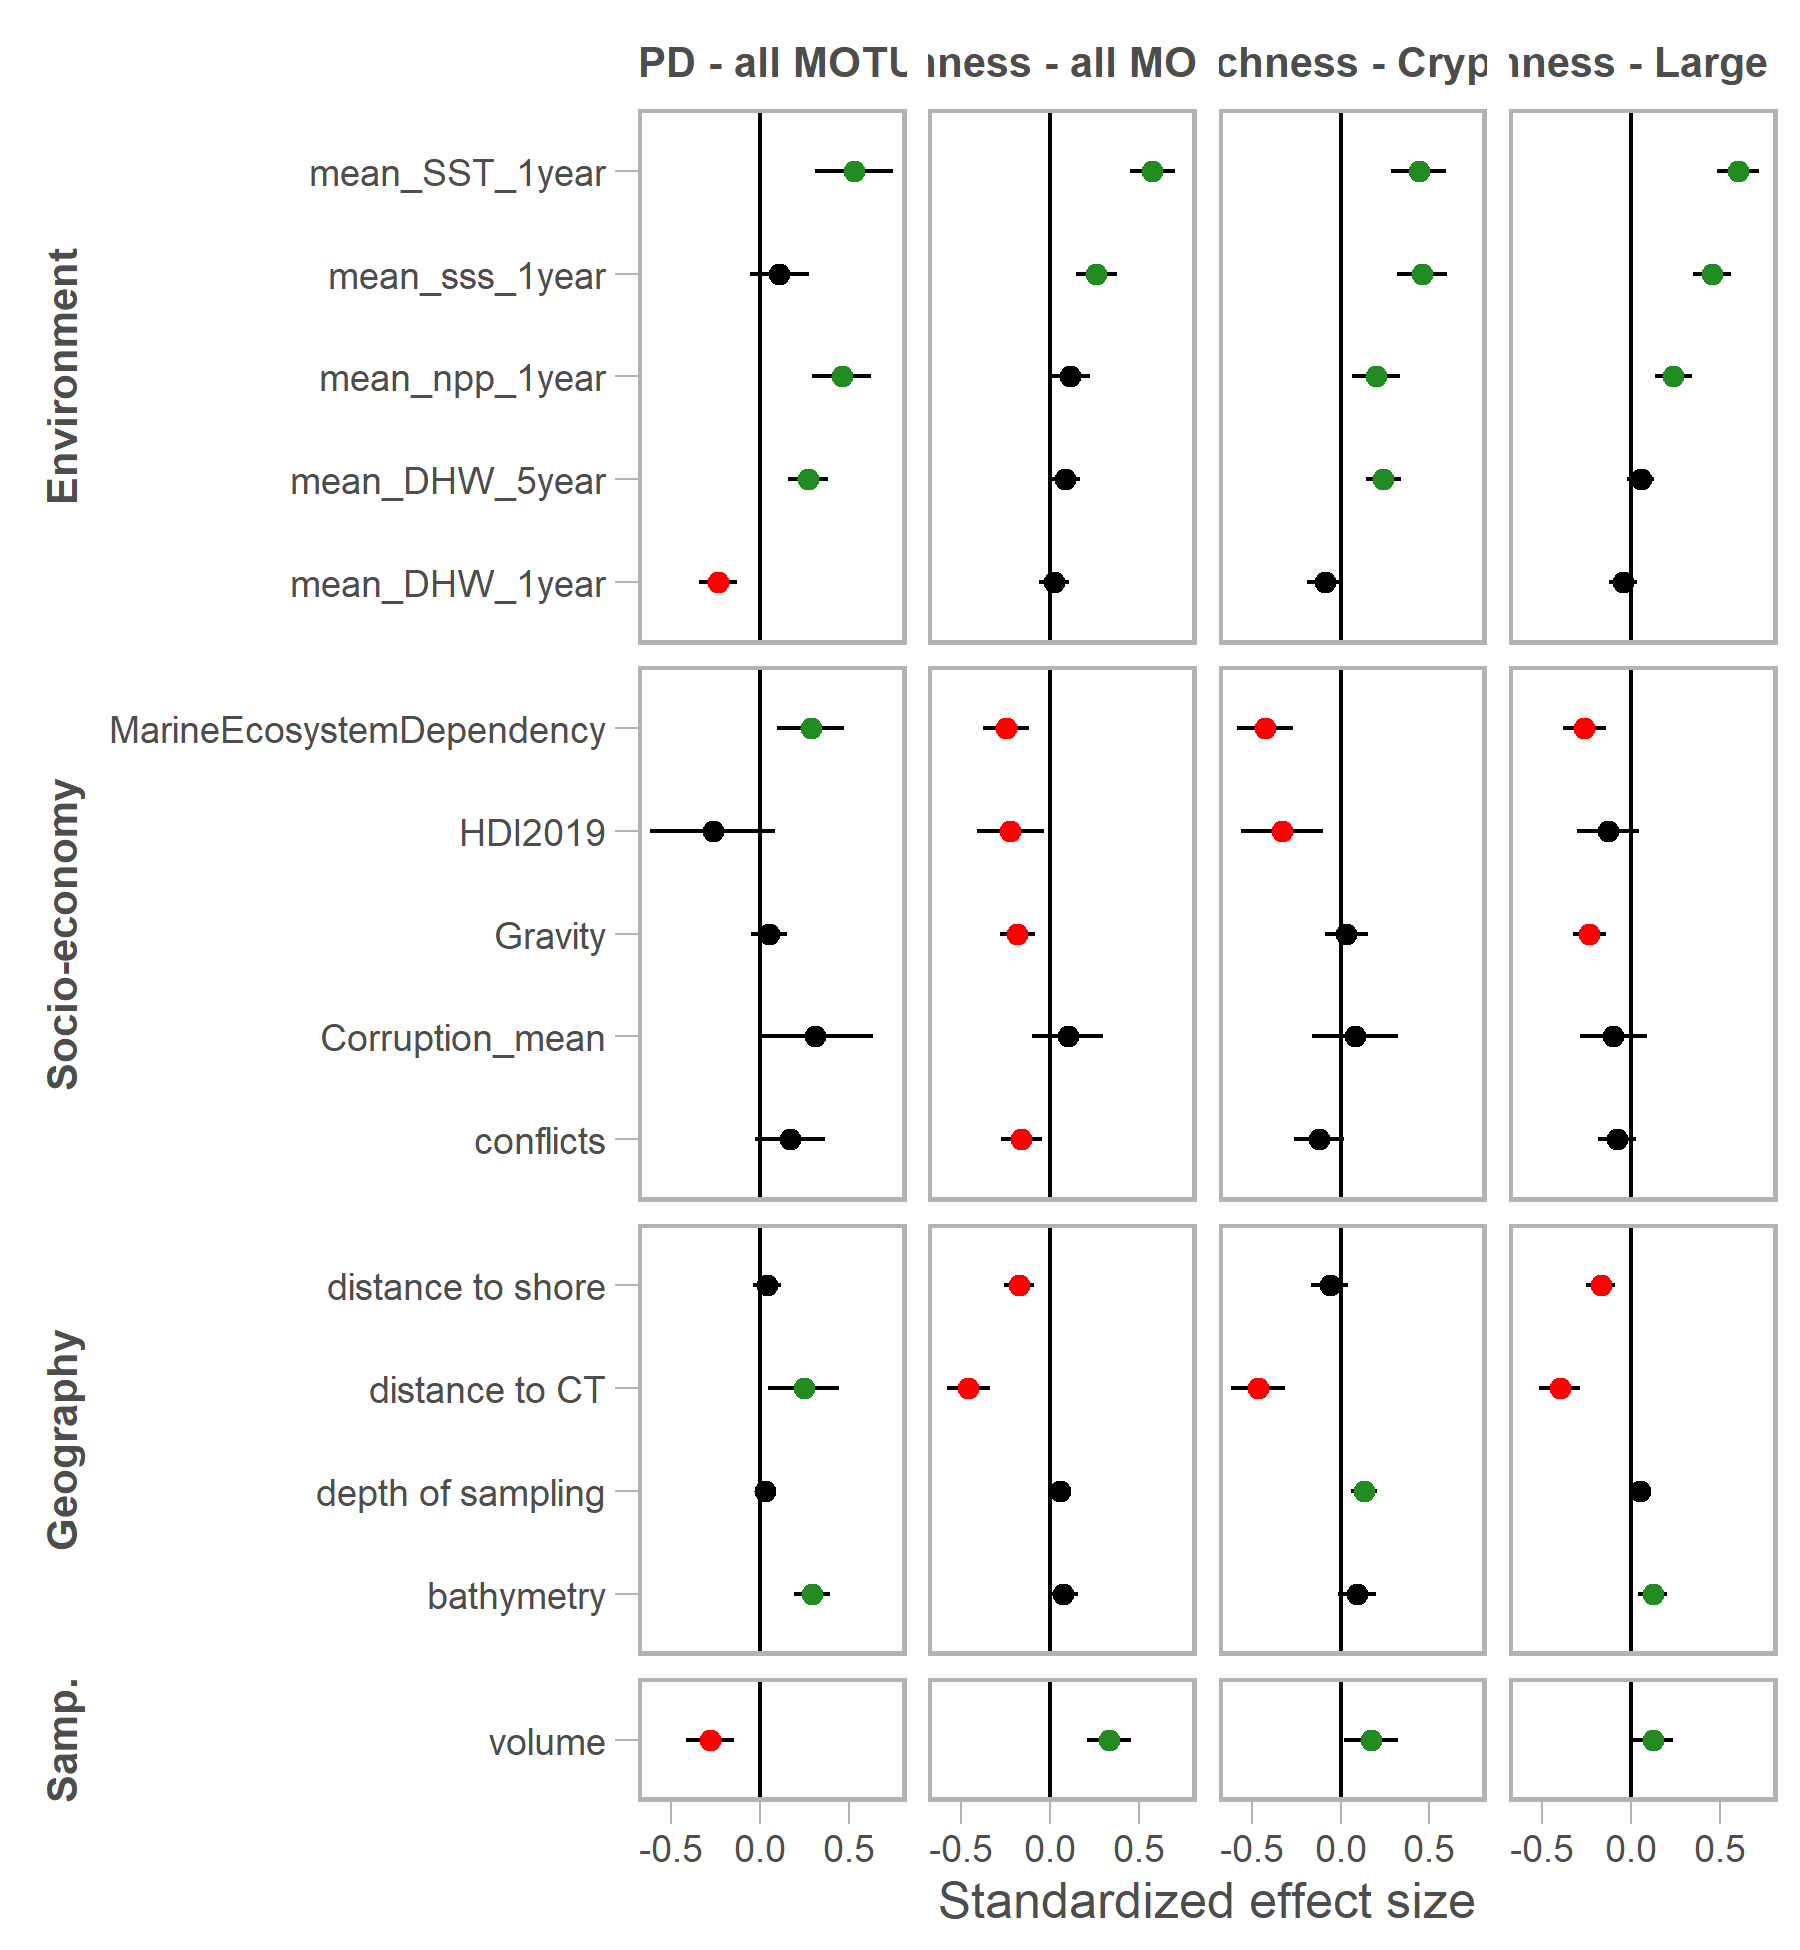 PD - all MOTU
nness - all MO
chness - Cryp
nness - Large
Environment
mean_SST_1year
mean_sss_1year
mean_npp_1year
mean_DHW_5year
mean_DHW_1year
Socio-economy
MarineEcosystemDependency
HDI2019
Gravity
Corruption_mean
conflicts
Geography
distance to shore
distance to CT
depth of sampling
bathymetry
Samp.
volume
-0.5 0.0 0.5 -0.5 0.0 0.5 -0.5 0.0 0.5 -0.5 0.0 0.5
Standardized effect size